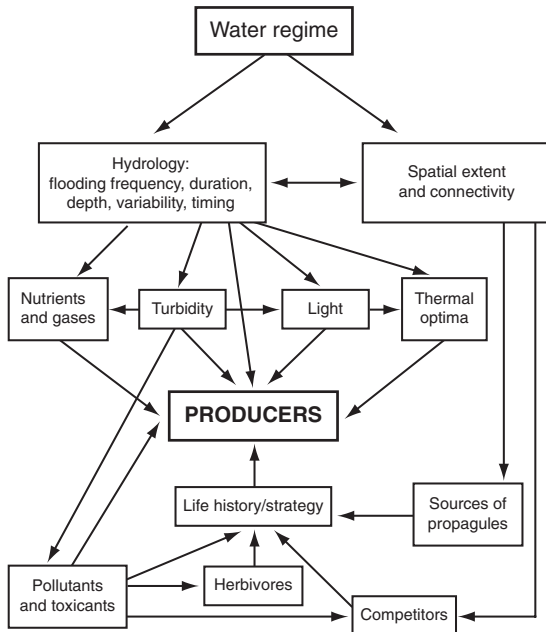 Water regime
Hydrology:
flooding frequency, duration,
depth, variability, timing
Spatial extent
and connectivity
Nutrients
and gases
Turbidity
Light
Thermal
optima
PRODUCERS
Life history/strategy
Sources of
propagules
Pollutants
and toxicants
Herbivores
Competitors